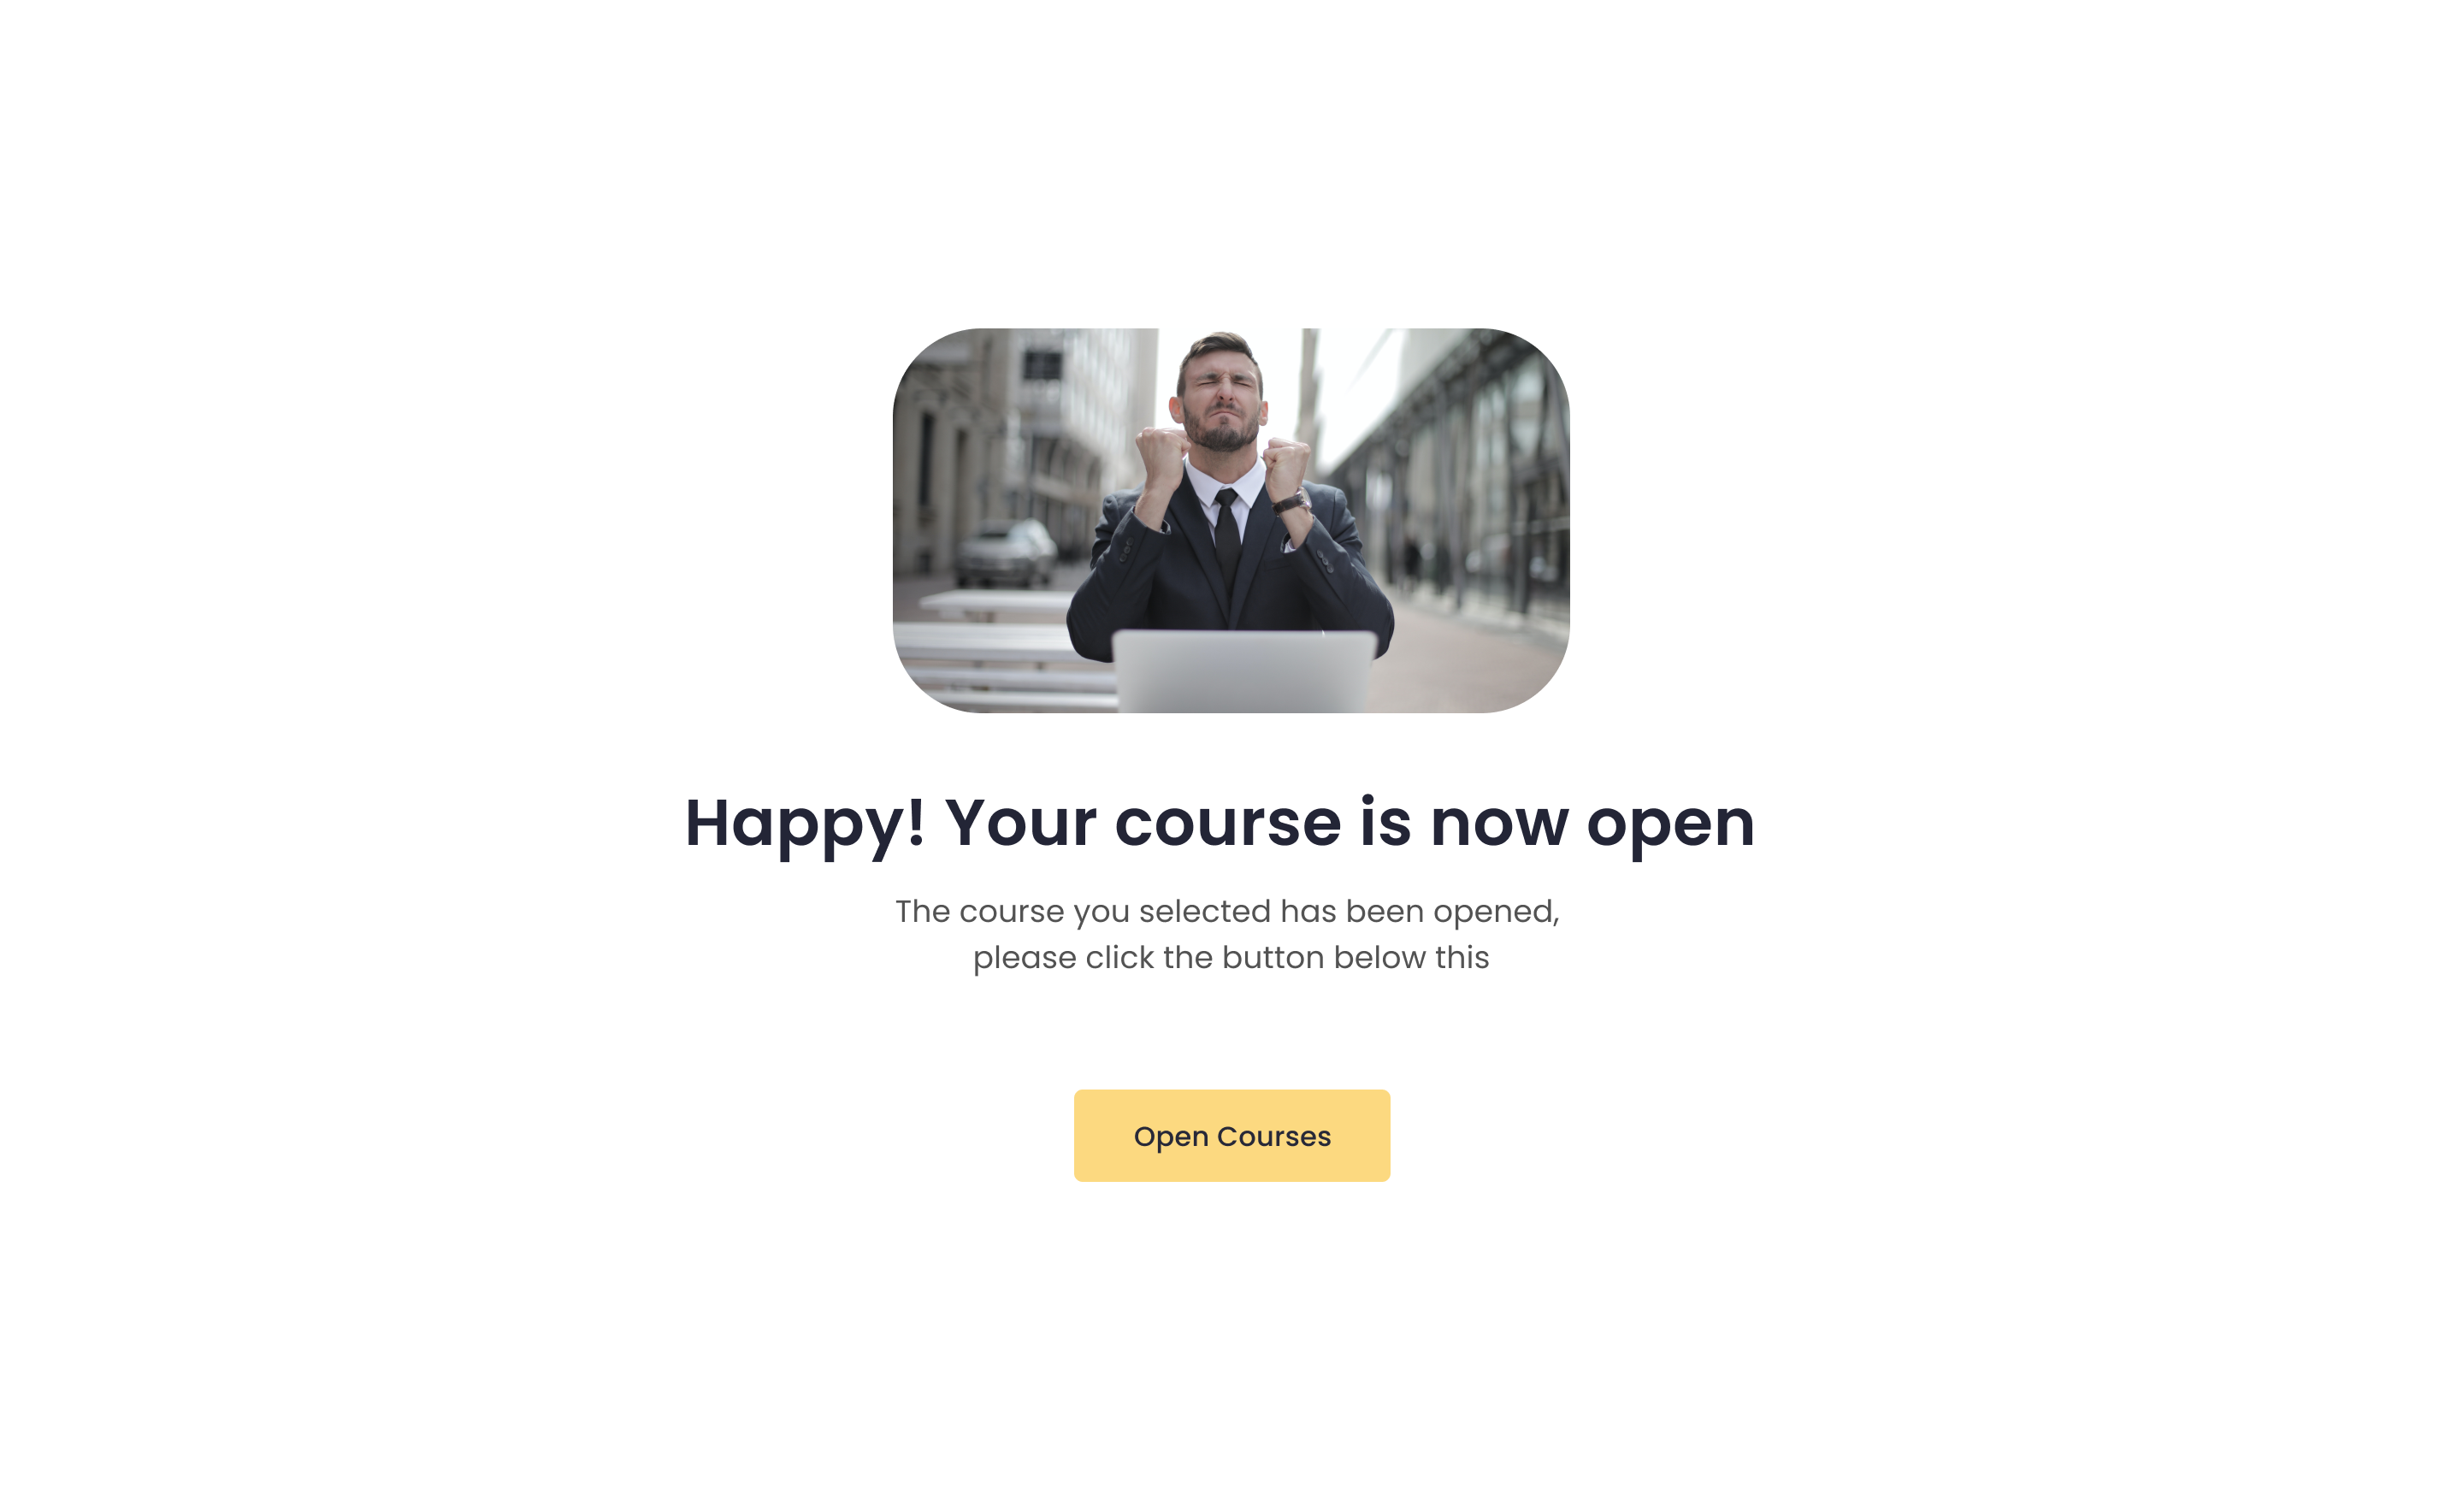 Happy! Your course is now open
The course you selected has been opened,
please click the button below this
Open Courses